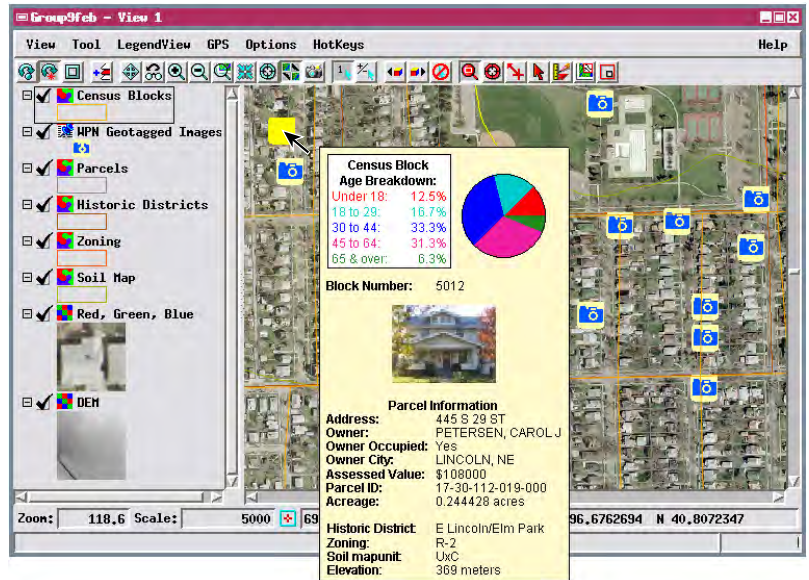 Group9feb - View 1
View Tool LegendView GPS Options HotKeys Help
Census Blocks
WPN Geotagged Images
Parcels
Historic Districts
Zoning
Soil Map
Red, Green, Blue
DEM
Census Block
Age Breakdown:
Under 18: 12.5%
18 to 29: 16.7%
30 to 44: 33.3%
45 to 64: 31.3%
65 & over: 6.3%
Block Number: 5012
Parcel Information
Address: 445 S 29 ST
Owner: PETERSEN, CAROL J
Owner Occupied: Yes
Owner City: LINCOLN, NE
Assessed Value: $108000
Parcel ID: 17-30-112-019-000
Acreage: 0.244428 acres
Historic District: E Lincoln/Elm Park
Zoning: R-2
Soil mapunit: UxC
Elevation: 369 meters
Zoom: 118.6 Scale: 5000 69 96.6762694 N 40.8072347